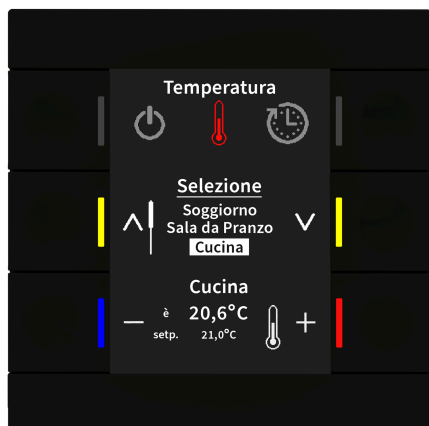 Temperatura
Selezione
Soggiorno
Sala da Pranzo
Cucina
Cucina
è 20,6°C
setp. 21,0°C